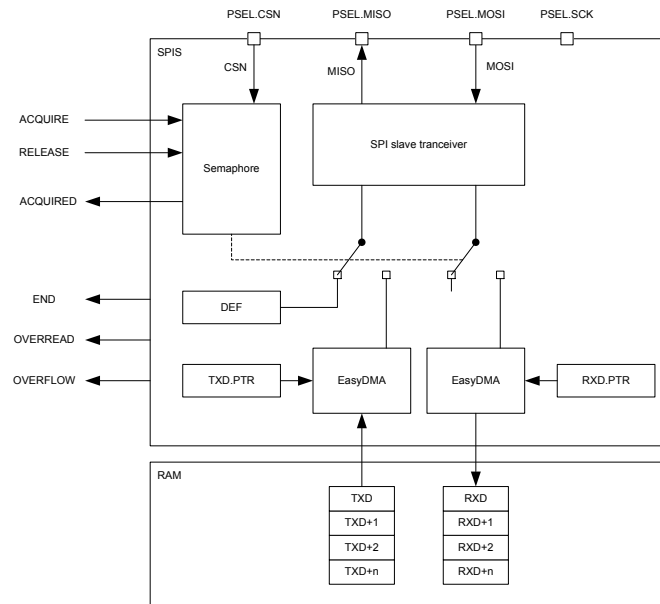 PSEL.CSN PSEL.MISO PSEL.MOSI PSEL.SCK
SPIS
CSN MISO MOSI
ACQUIRE
RELEASE
ACQUIRED
Semaphore
SPI slave tranceiver
END
OVERREAD
OVERFLOW
DEF
TXD.PTR EasyDMA EasyDMA RXD.PTR
RAM
TXD RXD
TXD+1 RXD+1
TXD+2 RXD+2
TXD+n RXD+n